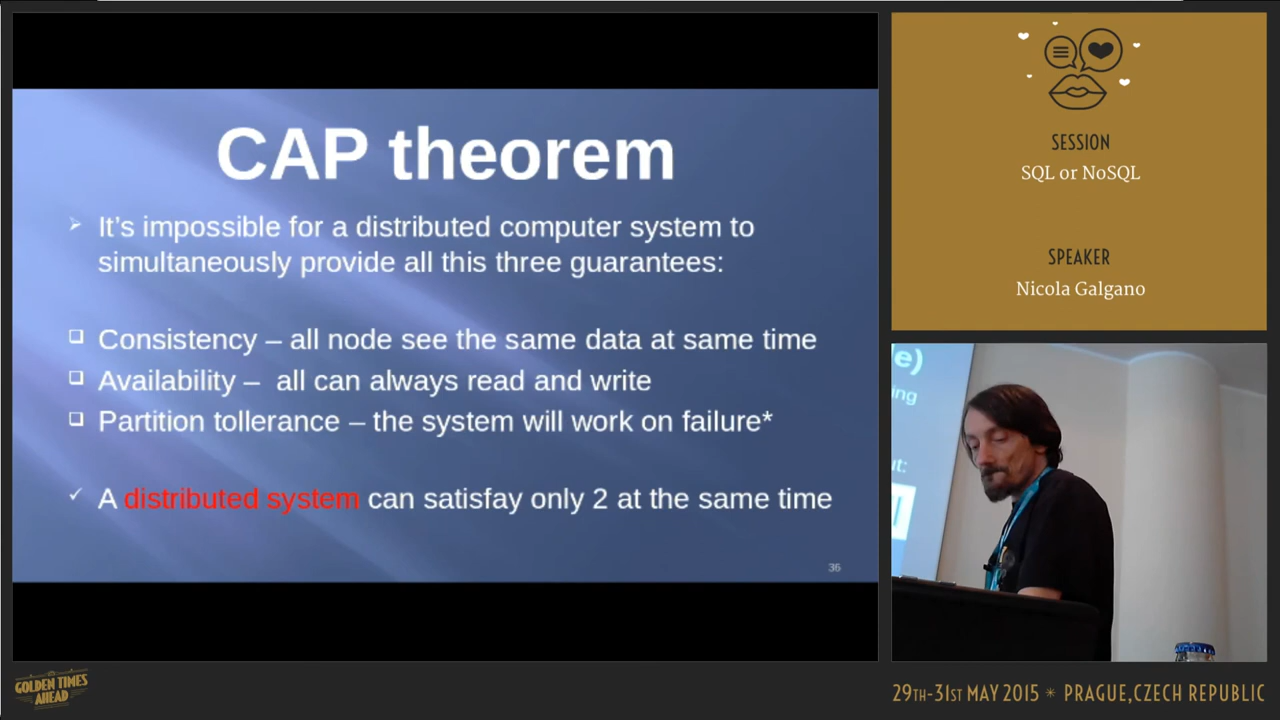 CAP theorem
It's impossible for a distributed computer system to
simultaneously provide all this three guarantees:
Consistency – all node see the same data at same time
Availability – all can always read and write
Partition tollerance – the system will work on failure*
A distributed system can satisfay only 2 at the same time
36
SESSION
SQL or NoSQL
SPEAKER
Nicola Galgano
e)
ing
t:
GOLDEN TIMES
AHEAD
29TH-31ST MAY 2015 * PRAGUE,CZECH REPUBLIC